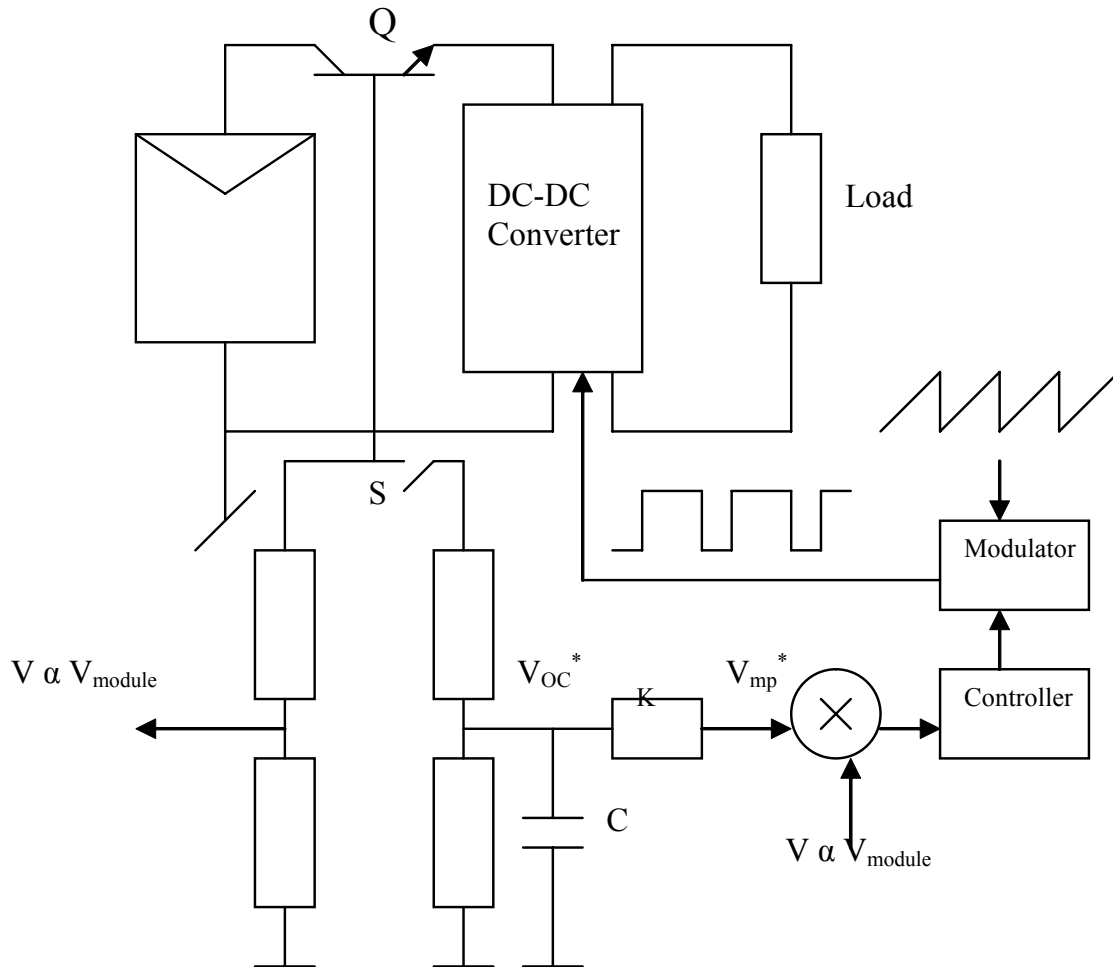 Q
DC-DC
Converter
Load
S
Modulator
V α V_module
V_OC^*
K
V_mp^*
Controller
C
V α V_module